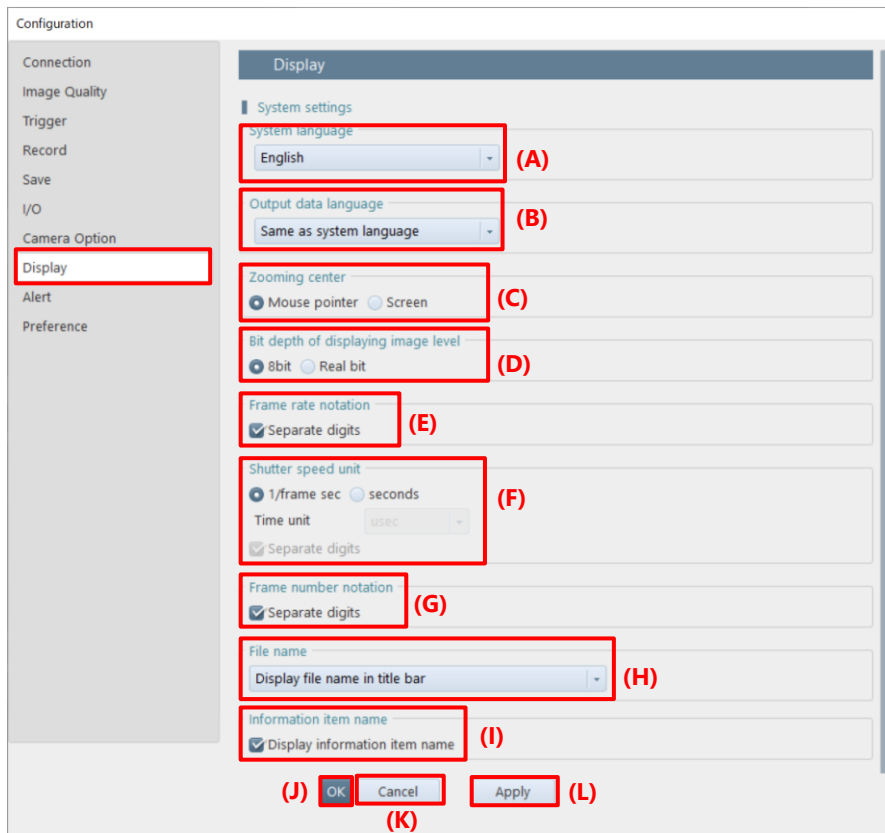 Configuration
Connection
Image Quality
Trigger
Record
Save
I/O
Camera Option
Display
Alert
Preference
Display
System settings
System language
English
(A)
Output data language
Same as system language
(B)
Zooming center
Mouse pointer Screen
(C)
Bit depth of displaying image level
8bit Real bit
(D)
Frame rate notation
Separate digits
(E)
Shutter speed unit
1/frame sec seconds
Time unit usec
Separate digits
(F)
Frame number notation
Separate digits
(G)
File name
Display file name in title bar
(H)
Information item name
Display information item name
(I)
(J) OK Cancel Apply (L)
(K)